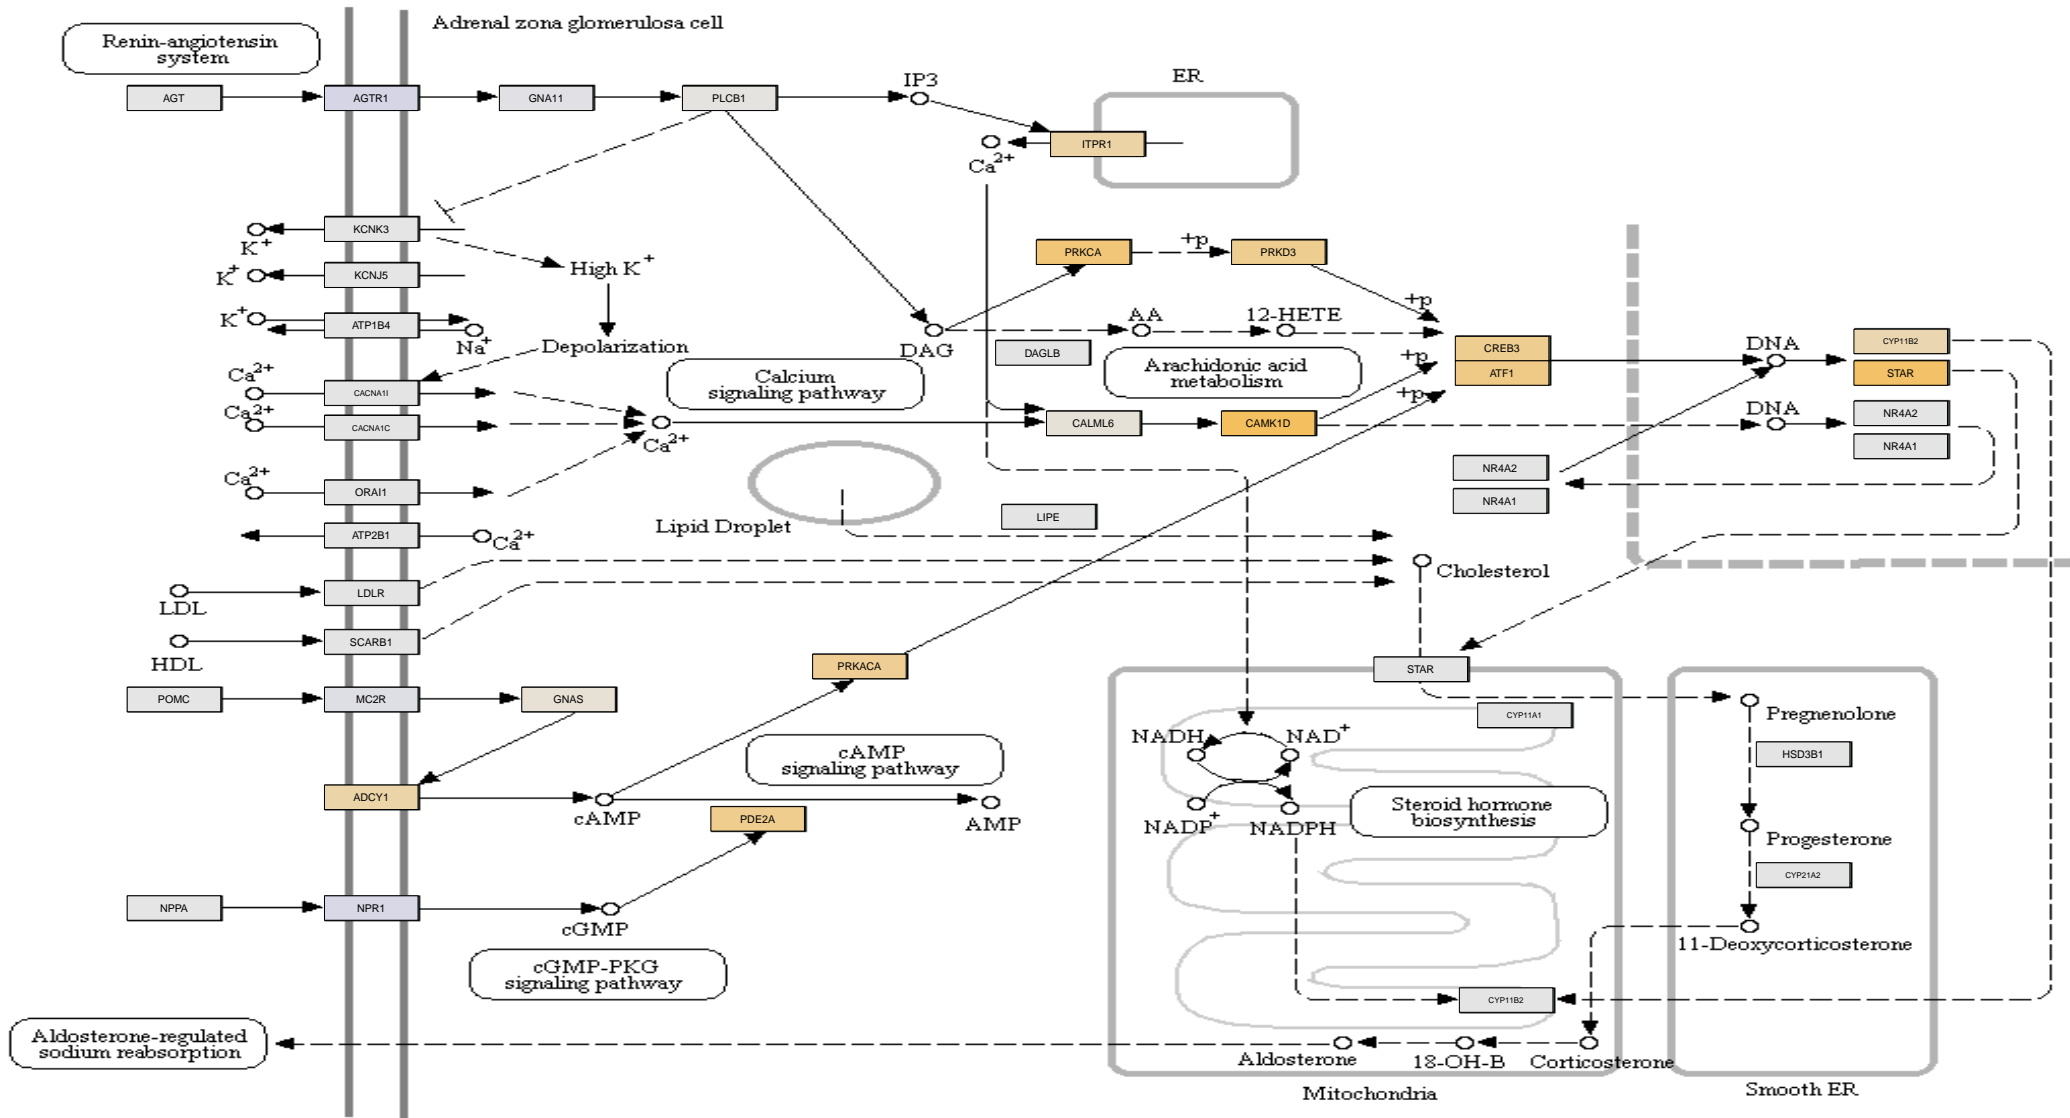 Adrenal zona glomerulosa cell
Renin-angiotensin
system
AGT
AGTR1
GNA11
PLCB1
IP3
ER
ITPR1
Ca2+
KCNK3
K+
KCNJ5
K+
High K+
PRKCA
+p
PRKD3
ATP1B4
K+
Na+
Depolarization
DAG
AA
12-HETE
+p
DAGLB
Arachidonic acid
metabolism
CREB3
ATF1
+p
+p
DNA
CYP11B2
STAR
Ca2+
CACNA1I
Calcium
signaling pathway
Ca2+
CACNA1C
Ca2+
CALML6
CAMK1D
DNA
NR4A2
NR4A1
Ca2+
ORAI1
NR4A2
NR4A1
Lipid Droplet
LIPE
ATP2B1
Ca2+
Cholesterol
LDL
LDLR
HDL
SCARB1
PRKACA
STAR
POMC
MC2R
GNAS
CYP11A1
Pregnenolone
NADH
NAD+
HSD3B1
cAMP
signaling pathway
ADCY1
cAMP
AMP
PDE2A
NADP+
NADPH
Steroid hormone
biosynthesis
Progesterone
CYP21A2
NPPA
NPR1
cGMP
11-Deoxycorticosterone
cGMP-PKG
signaling pathway
CYP11B2
Aldosterone-regulated
sodium reabsorption
Aldosterone
18-OH-B
Corticosterone
Mitochondria
Smooth ER